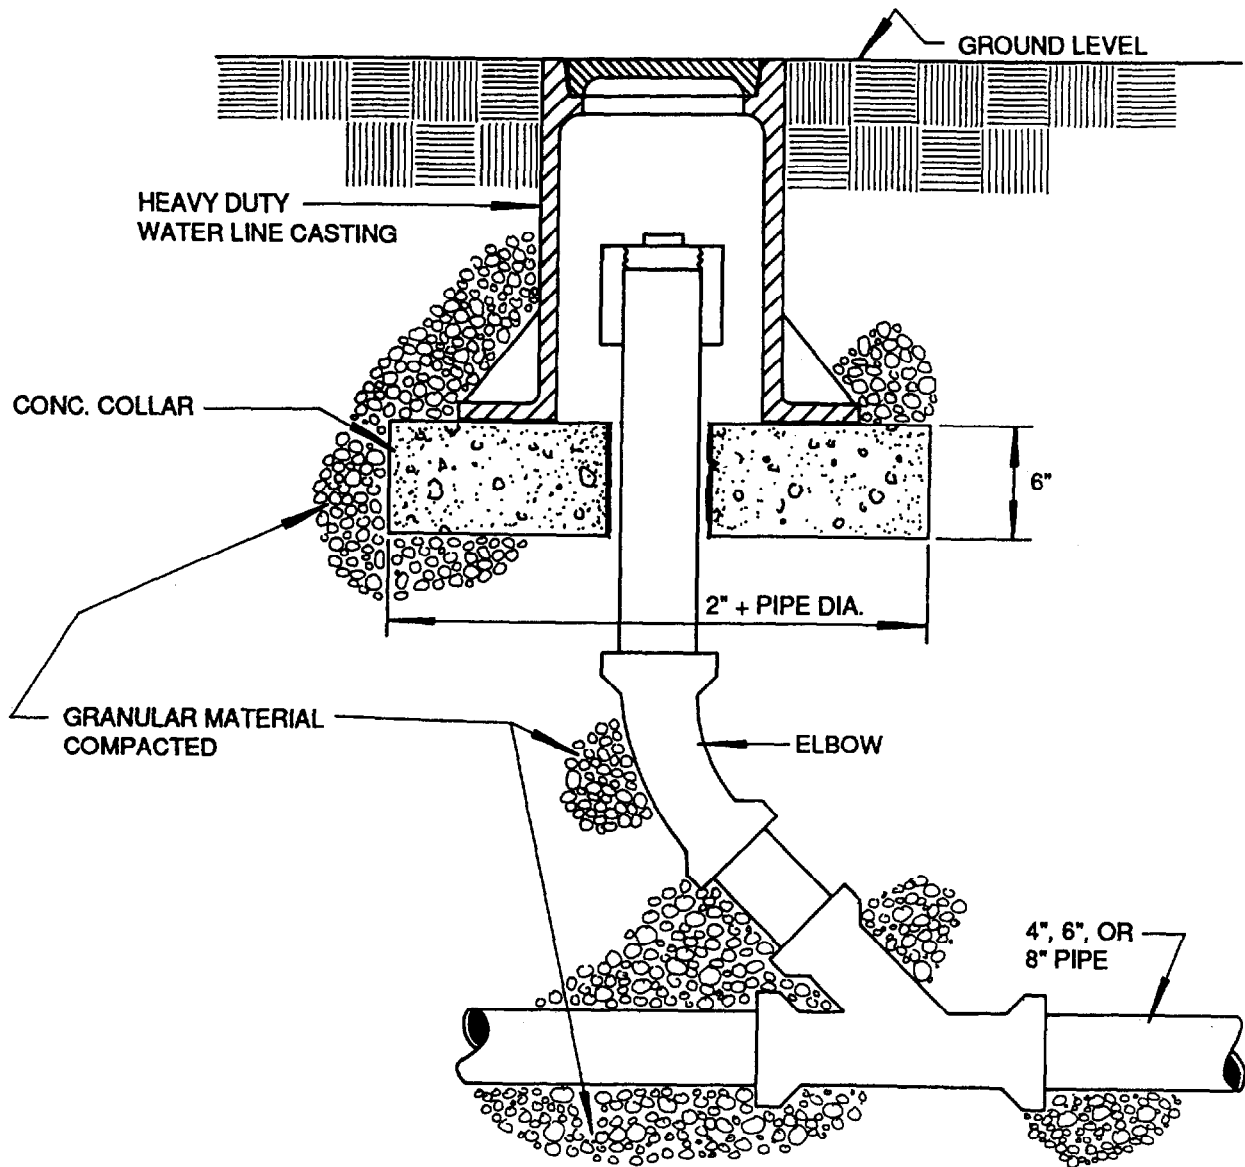 GROUND LEVEL
HEAVY DUTY
WATER LINE CASTING
CONC. COLLAR
6"
2" + PIPE DIA.
GRANULAR MATERIAL
COMPACTED
ELBOW
4", 6", OR
8" PIPE